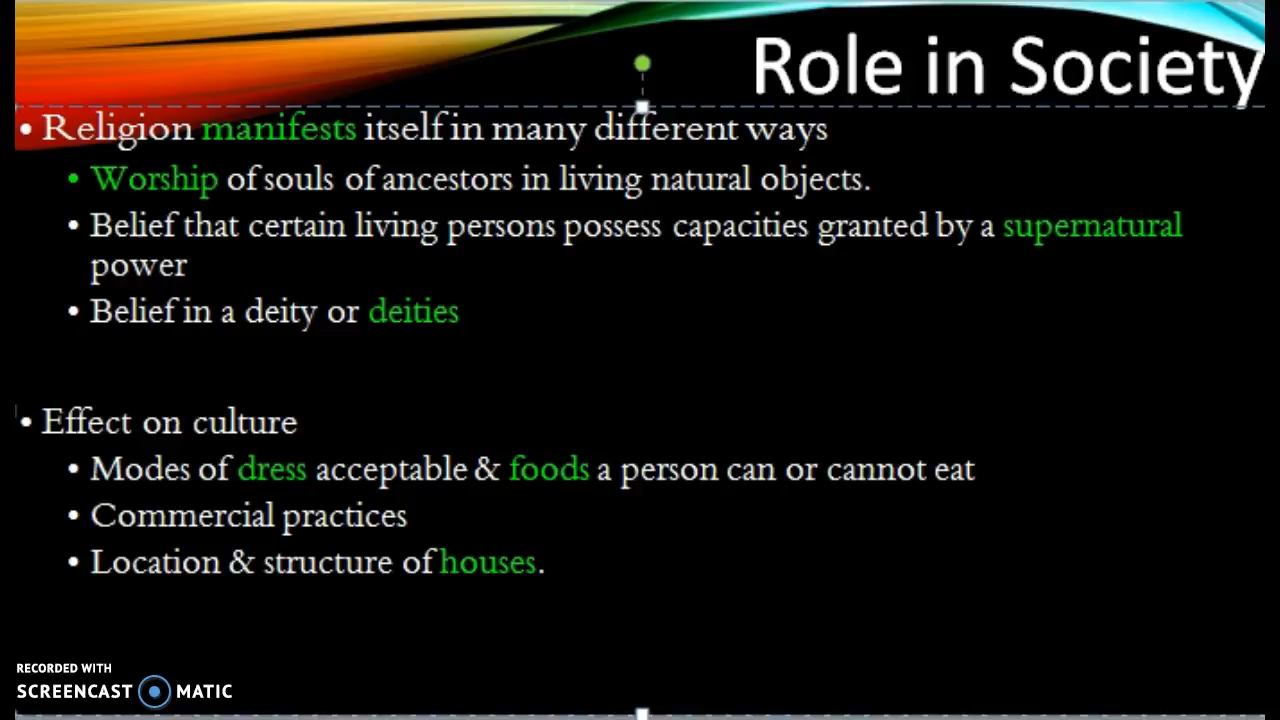 Role in Society
• Religion manifests itself in many different ways
• Worship of souls of ancestors in living natural objects.
• Belief that certain living persons possess capacities granted by a supernatural
power
• Belief in a deity or deities
• Effect on culture
• Modes of dress acceptable & foods a person can or cannot eat
• Commercial practices
• Location & structure of houses.
RECORDED WITH
SCREENCAST MATIC